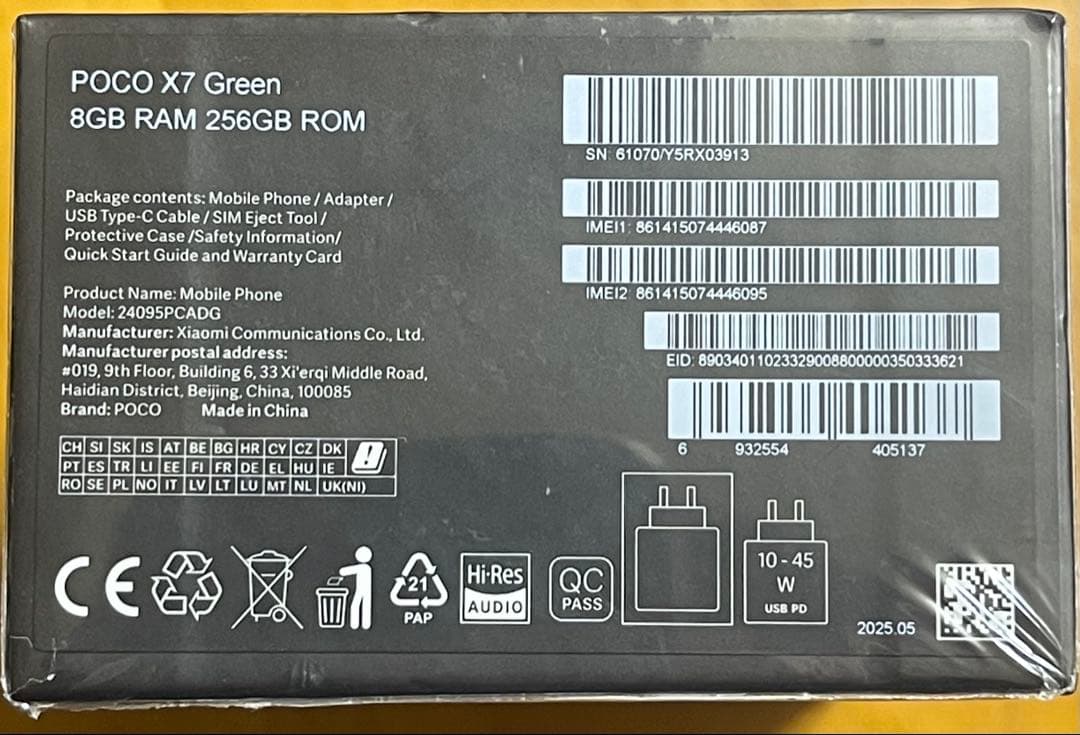 POCO X7 Green
8GB RAM 256GB ROM
Package contents: Mobile Phone / Adapter /
USB Type-C Cable / SIM Eject Tool /
Protective Case /Safety Information/
Quick Start Guide and Warranty Card
Product Name: Mobile Phone
Model: 24095PCADG
Manufacturer: Xiaomi Communications Co., Ltd.
Manufacturer postal address:
#019, 9th Floor, Building 6, 33 Xi'erqi Middle Road,
Haidian District, Beijing, China, 100085
Brand: POCO Made in China
SN: 61070/Y5RX03913
IMEI1: 861415074446087
IMEI2: 861415074446095
EID: 89034011023329008800000350333621
6 932554 405137
CH SI SK IS AT BE BG HR CY CZ DK
PT ES TR LI EE FI FR DE EL HU IE
RO SE PL NO IT LV LT LU MT NL UK(NI)
CE
21
PAP
Hi-Res
AUDIO
QC
PASS
10 - 45
W
USB PD
2025.05